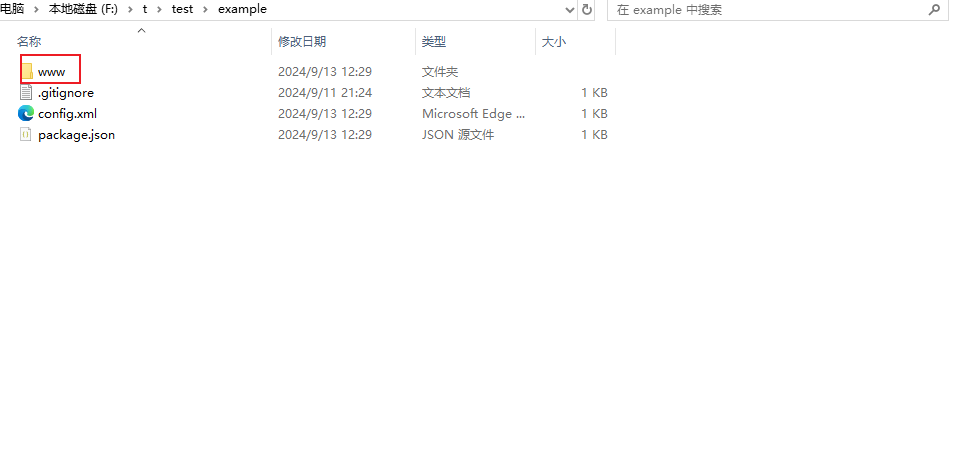 电脑 › 本地磁盘 (F:) › t › test › example 在 example 中搜索
名称 修改日期 类型 大小
www 2024/9/13 12:29 文件夹
.gitignore 2024/9/11 21:24 文本文档 1 KB
config.xml 2024/9/13 12:29 Microsoft Edge ... 1 KB
package.json 2024/9/13 12:29 JSON 源文件 1 KB